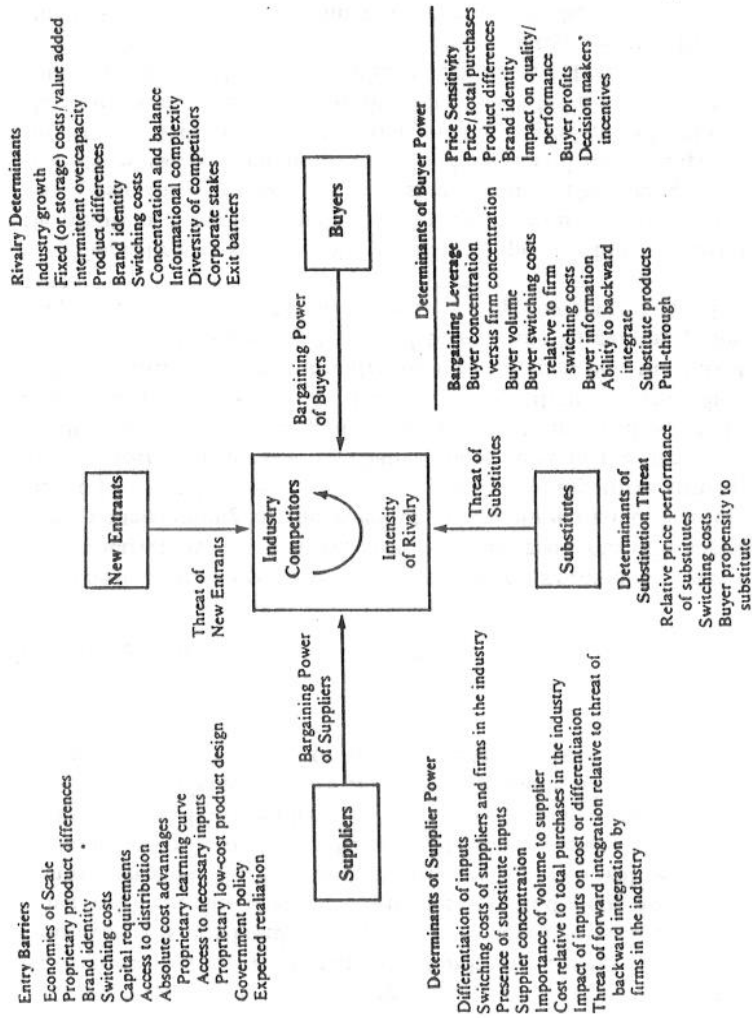 Entry Barriers
Economies of Scale
Proprietary product differences
Brand identity
Switching costs
Capital requirements
Access to distribution
Absolute cost advantages
Proprietary learning curve
Access to necessary inputs
Proprietary low-cost product design
Government policy
Expected retaliation
New Entrants
Threat of
New Entrants
Rivalry Determinants
Industry growth
Fixed (or storage) costs/value added
Intermittent overcapacity
Product differences
Brand identity
Switching costs
Concentration and balance
Informational complexity
Diversity of competitors
Corporate stakes
Exit barriers
Suppliers
Bargaining Power
of Suppliers
Industry
Competitors
Intensity
of Rivalry
Bargaining Power
of Buyers
Buyers
Threat of
Substitutes
Substitutes
Determinants of Supplier Power
Differentiation of inputs
Switching costs of suppliers and firms in the industry
Presence of substitute inputs
Supplier concentration
Importance of volume to supplier
Cost relative to total purchases in the industry
Impact of inputs on cost or differentiation
Threat of forward integration relative to threat of
backward integration by
firms in the industry
Determinants of
Substitution Threat
Relative price performance
of substitutes
Switching costs
Buyer propensity to
substitute
Determinants of Buyer Power
Bargaining Leverage
Buyer concentration
versus firm concentration
Buyer volume
Buyer switching costs
relative to firm
switching costs
Buyer information
Ability to backward
integrate
Substitute products
Pull-through
Price Sensitivity
Price/total purchases
Product differences
Brand identity
Impact on quality/
performance
Buyer profits
Decision makers'
incentives